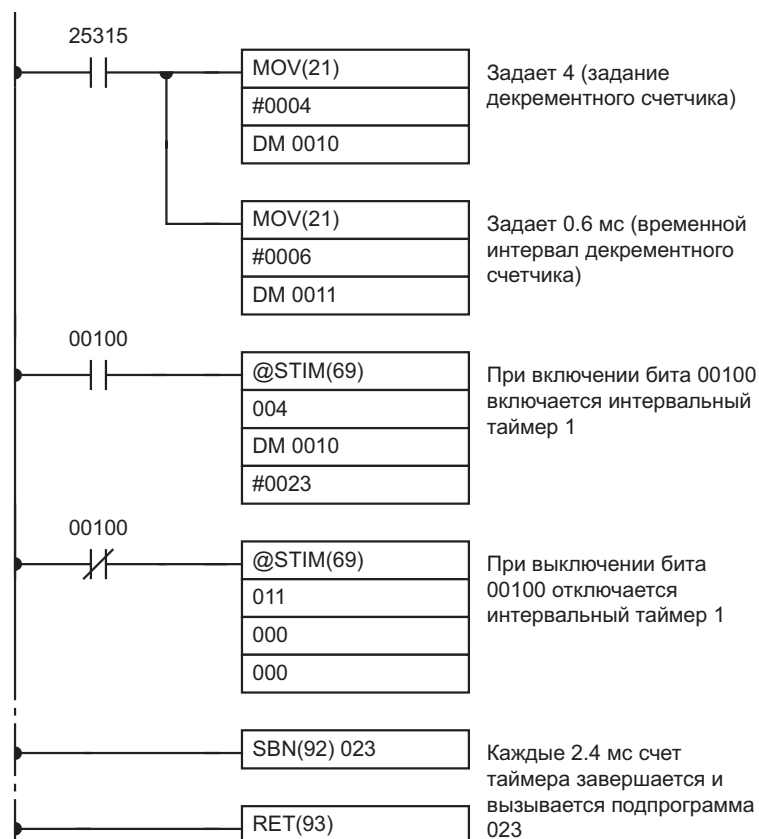 25315
MOV(21)
#0004
DM 0010
Задает 4 (задание
декрементного счетчика)
MOV(21)
#0006
DM 0011
Задает 0.6 мс (временной
интервал декрементного
счетчика)
00100
@STIM(69)
004
DM 0010
#0023
При включении бита 00100
включается интервальный
таймер 1
00100
@STIM(69)
011
000
000
При выключении бита
00100 отключается
интервальный таймер 1
SBN(92) 023
Каждые 2.4 мс счет
таймера завершается и
вызывается подпрограмма
023
RET(93)